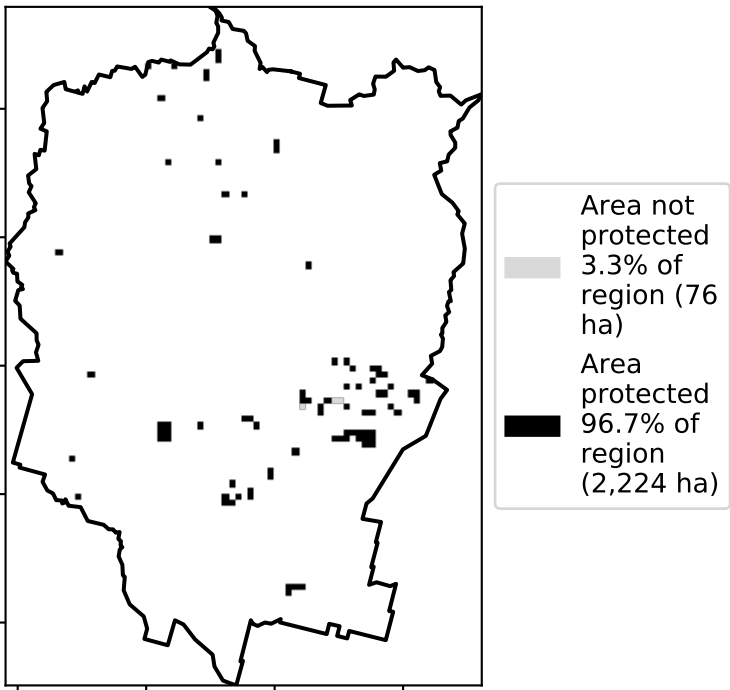 Area not
protected
3.3% of
region (76
ha)
Area
protected
96.7% of
region
(2,224 ha)